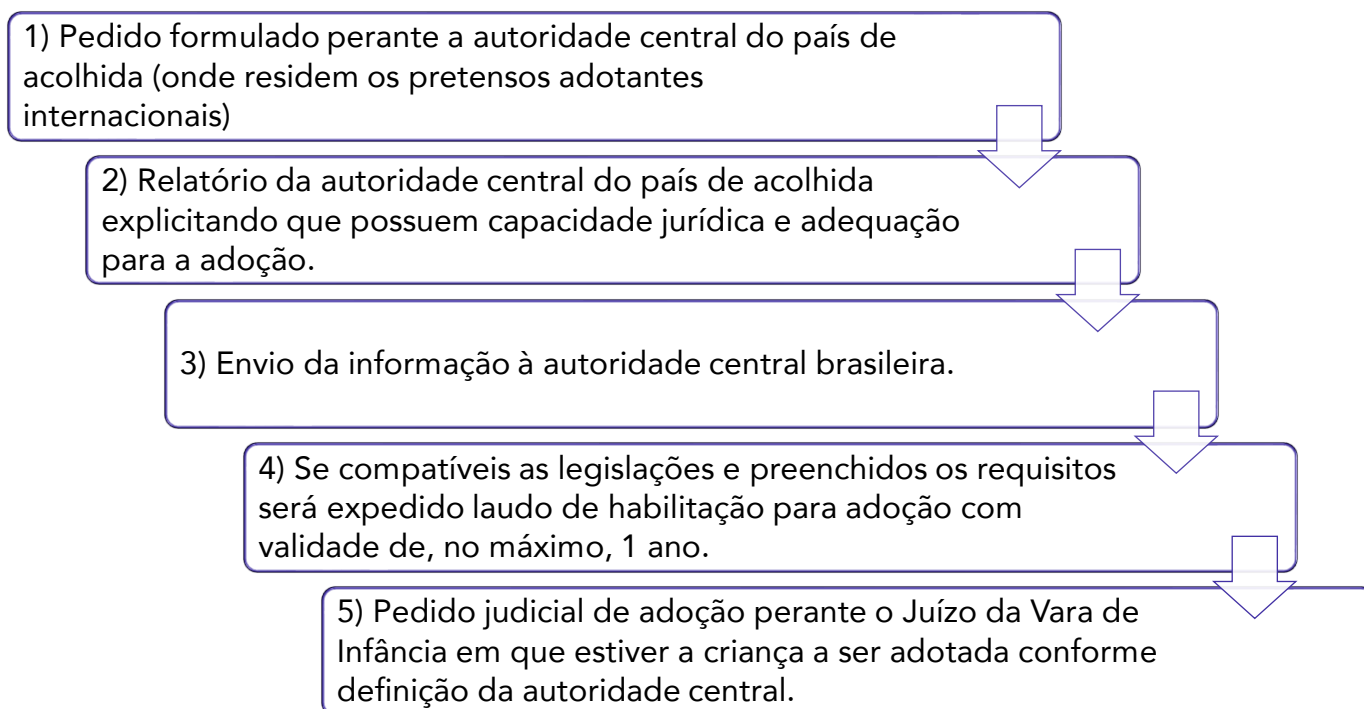 1) Pedido formulado perante a autoridade central do país de
acolhida (onde residem os pretensos adotantes
internacionais)
2) Relatório da autoridade central do país de acolhida
explicitando que possuem capacidade jurídica e adequação
para a adoção.
3) Envio da informação à autoridade central brasileira.
4) Se compatíveis as legislações e preenchidos os requisitos
será expedido laudo de habilitação para adoção com
validade de, no máximo, 1 ano.
5) Pedido judicial de adoção perante o Juízo da Vara de
Infância em que estiver a criança a ser adotada conforme
definição da autoridade central.